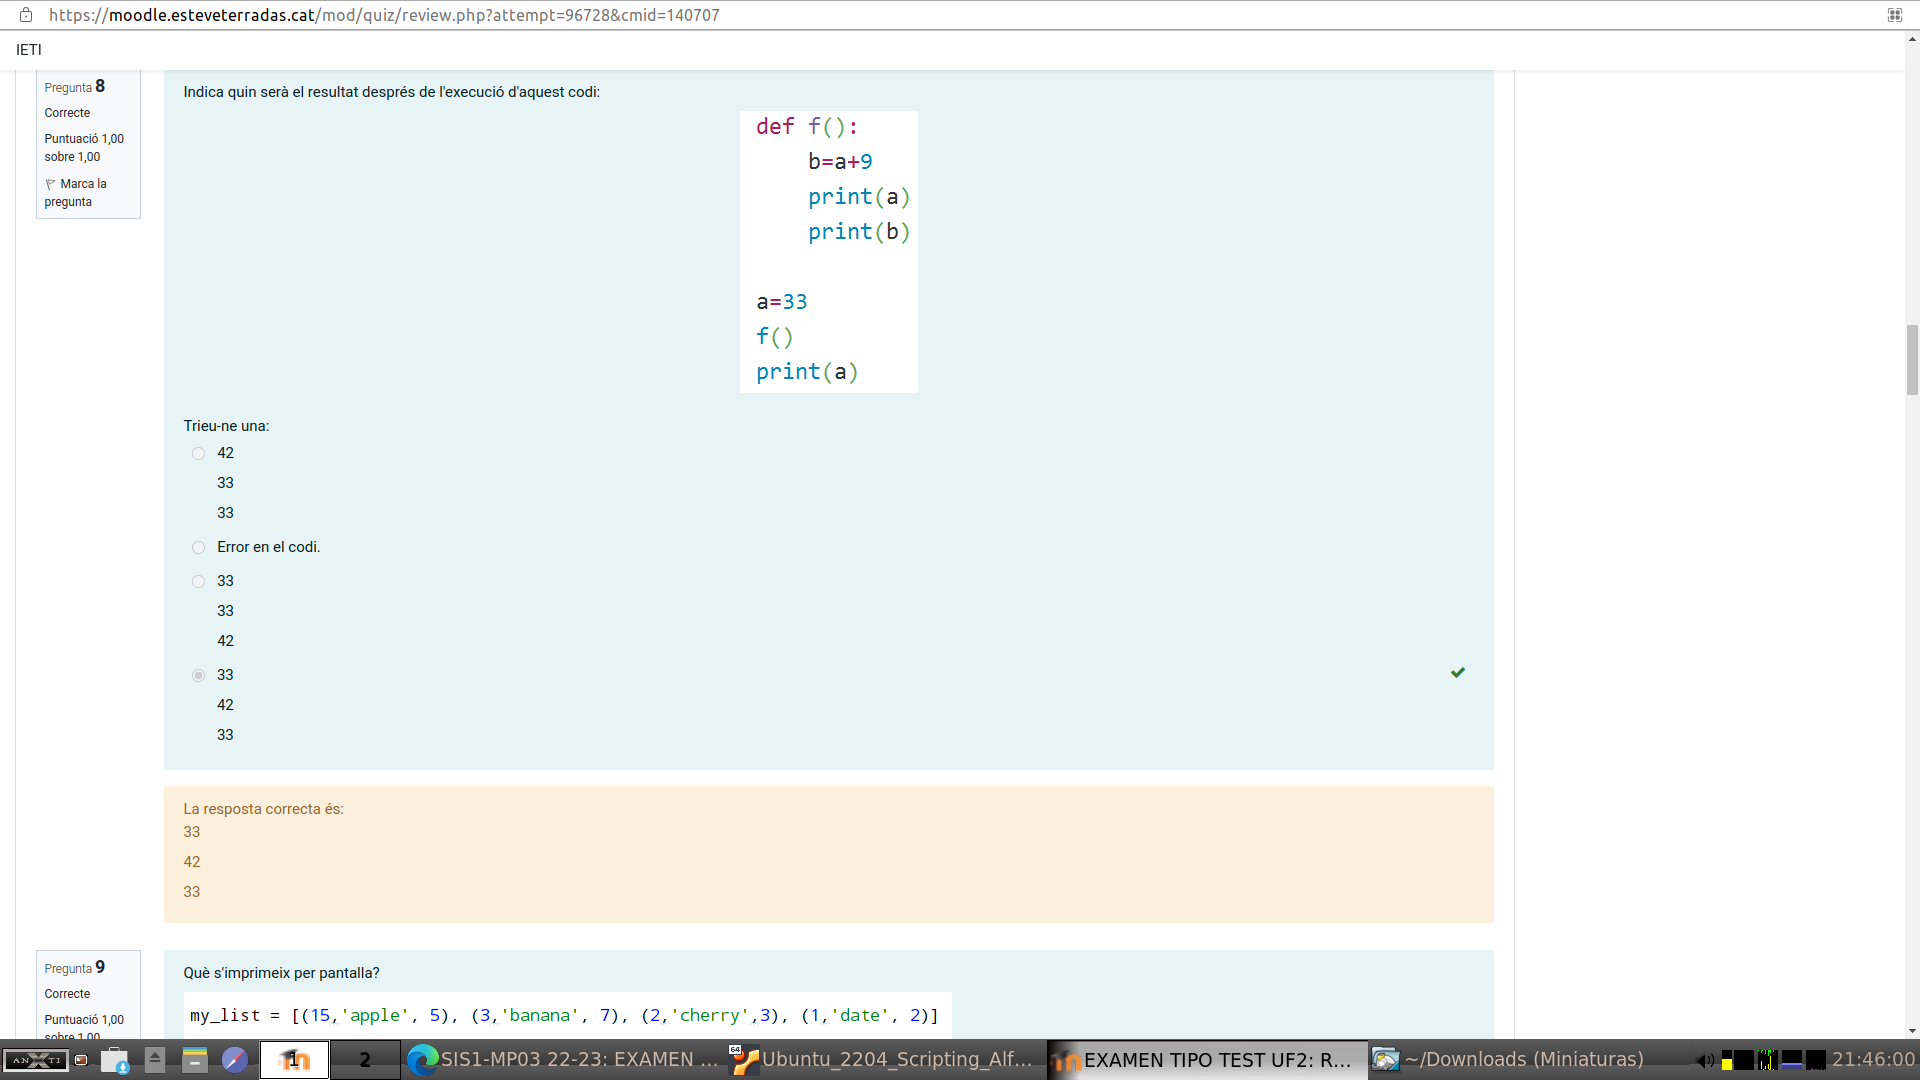 https://moodle.esteveterradas.cat/mod/quiz/review.php?attempt=96728&cmid=140707
IETI
Pregunta 8
Correcte
Puntuació 1,00
sobre 1,00
Marca la
pregunta
Indica quin serà el resultat després de l'execució d'aquest codi:
def f():
    b=a+9
    print(a)
    print(b)
a=33
f()
print(a)
Trieu-ne una:
42
33
33
Error en el codi.
33
33
42
33
42
33
La resposta correcta és:
33
42
33
Pregunta 9
Correcte
Puntuació 1,00
sobre 1,00
Què s'imprimeix per pantalla?
my_list = [(15,'apple', 5), (3,'banana', 7), (2,'cherry',3), (1,'date', 2)]
ANXTI
1
2
SIS1-MP03 22-23: EXAMEN ...
64
Ubuntu_2204_Scripting_Alf...
EXAMEN TIPO TEST UF2: R...
~/Downloads (Miniaturas)
21:46:00